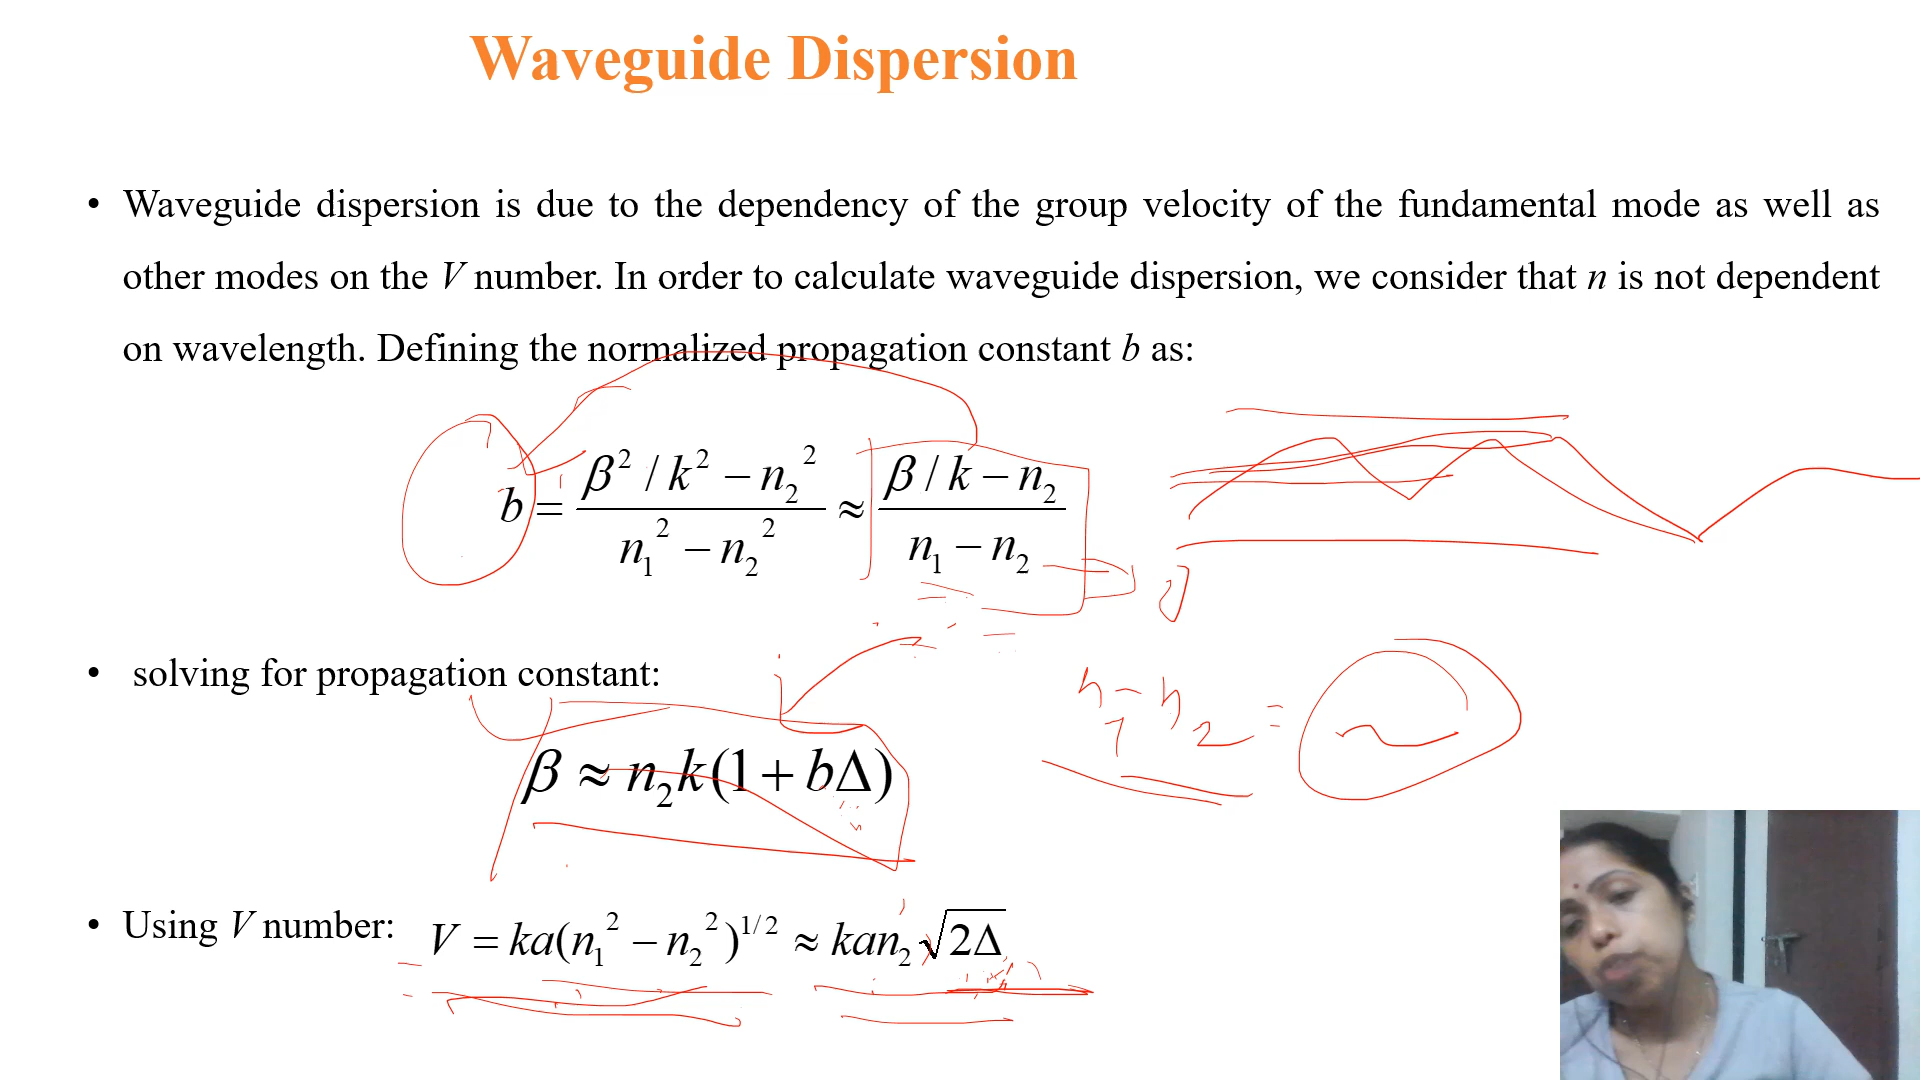 Waveguide Dispersion
• Waveguide dispersion is due to the dependency of the group velocity of the fundamental mode as well as
other modes on the V number. In order to calculate waveguide dispersion, we consider that n is not dependent
on wavelength. Defining the normalized propagation constant b as:
b = (β² / k² − n₂²) / (n₁² − n₂²) ≈ (β / k − n₂) / (n₁ − n₂)
• solving for propagation constant:
n₁ − n₂ =
β ≈ n₂k(1 + bΔ)
• Using V number: V = ka(n₁² − n₂²)^{1/2} ≈ kan₂√2Δ